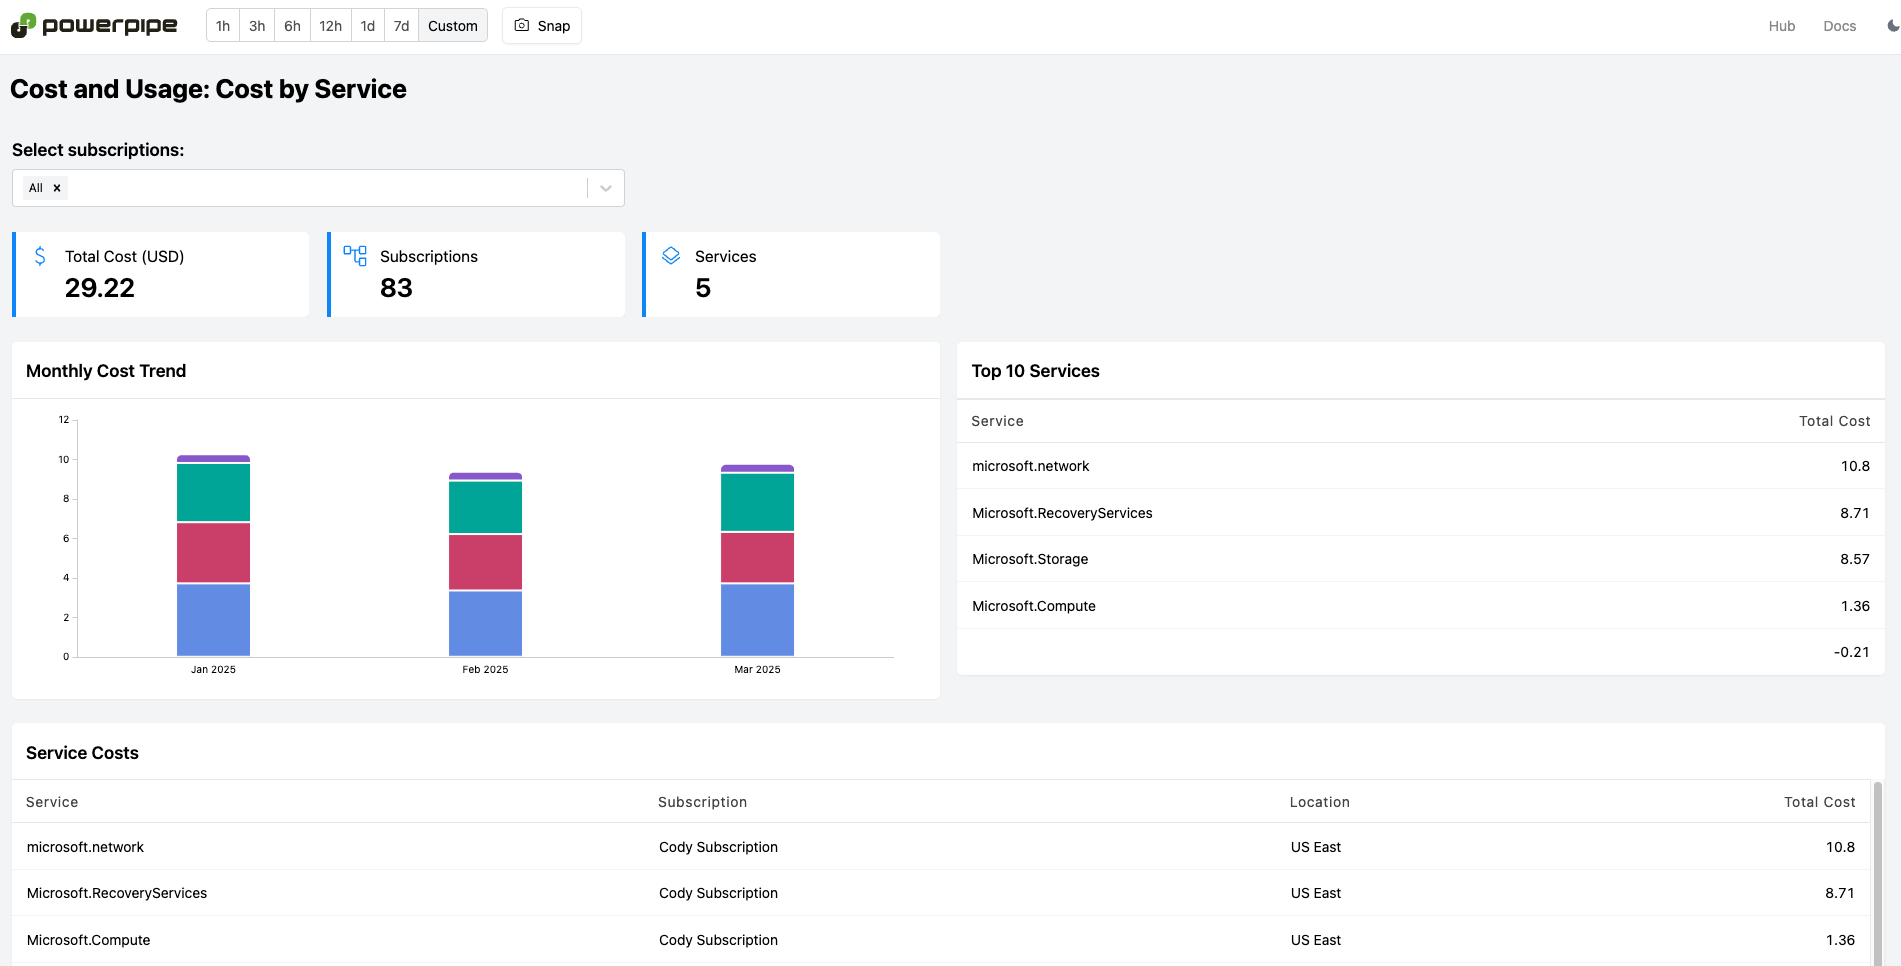 powerpipe 1h 3h 6h 12h 1d 7d Custom Snap Hub Docs
Cost and Usage: Cost by Service
Select subscriptions:
All ×
Total Cost (USD)
29.22
Subscriptions
83
Services
5
Monthly Cost Trend
12
10
8
6
4
2
0
Jan 2025 Feb 2025 Mar 2025
Top 10 Services
Service Total Cost
microsoft.network 10.8
Microsoft.RecoveryServices 8.71
Microsoft.Storage 8.57
Microsoft.Compute 1.36
-0.21
Service Costs
Service Subscription Location Total Cost
microsoft.network Cody Subscription US East 10.8
Microsoft.RecoveryServices Cody Subscription US East 8.71
Microsoft.Compute Cody Subscription US East 1.36